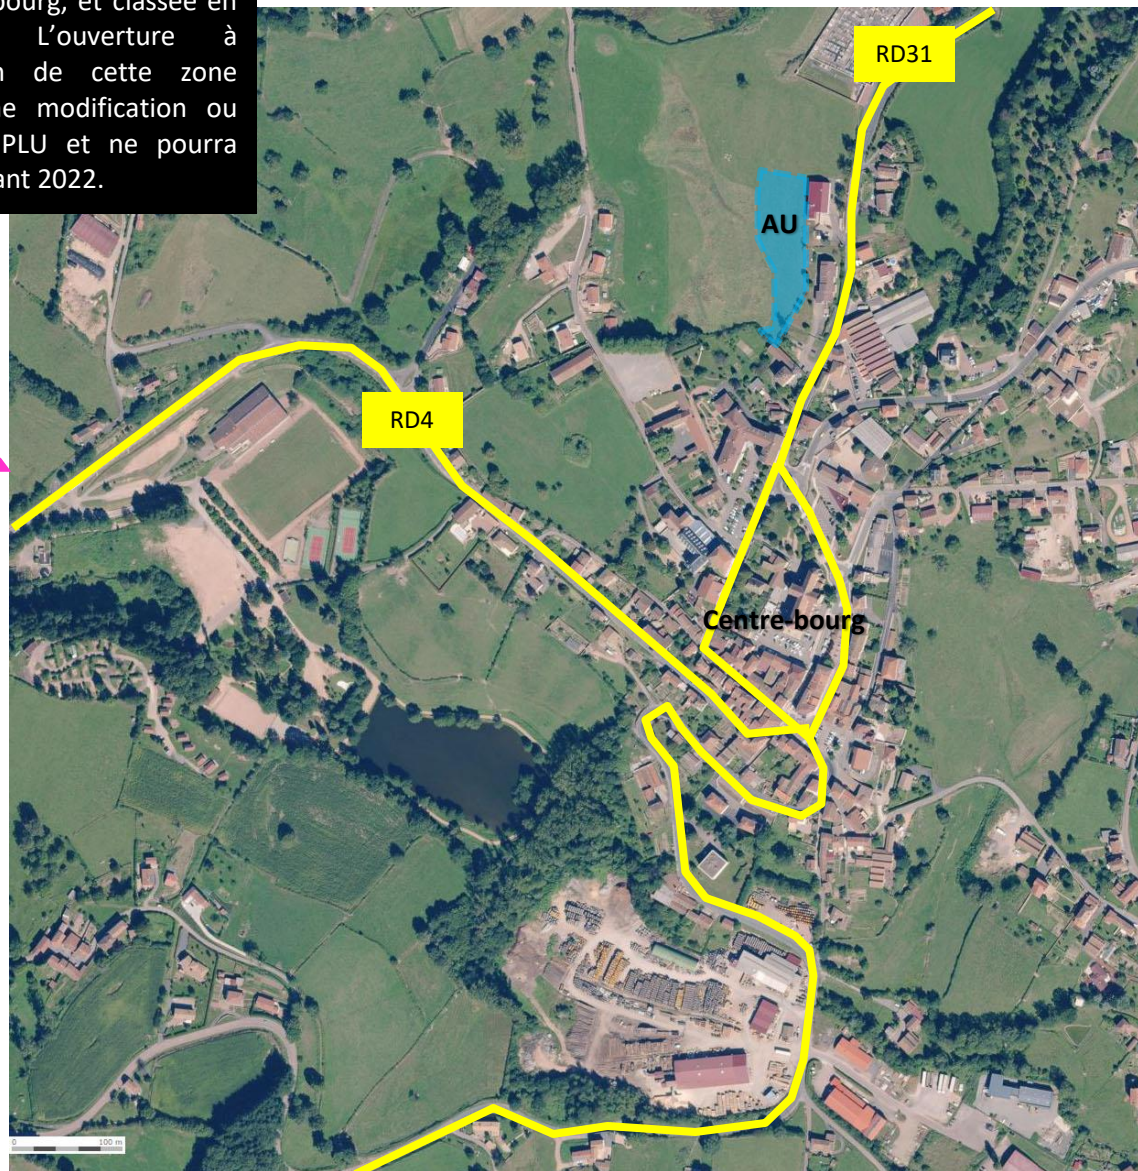 bourg, et classée en
L'ouverture à
de cette zone
modification ou
PLU et ne pourra
2022.
RD31
AU
RD4
Centre-bourg
0 100 m